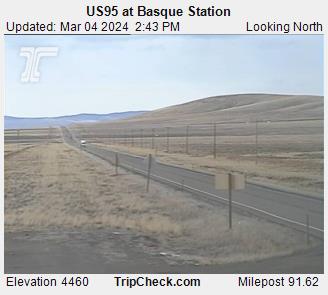 US95 at Basque Station
Updated: Mar 04 2024 2:43 PM Looking North
Elevation 4460 TripCheck.com Milepost 91.62